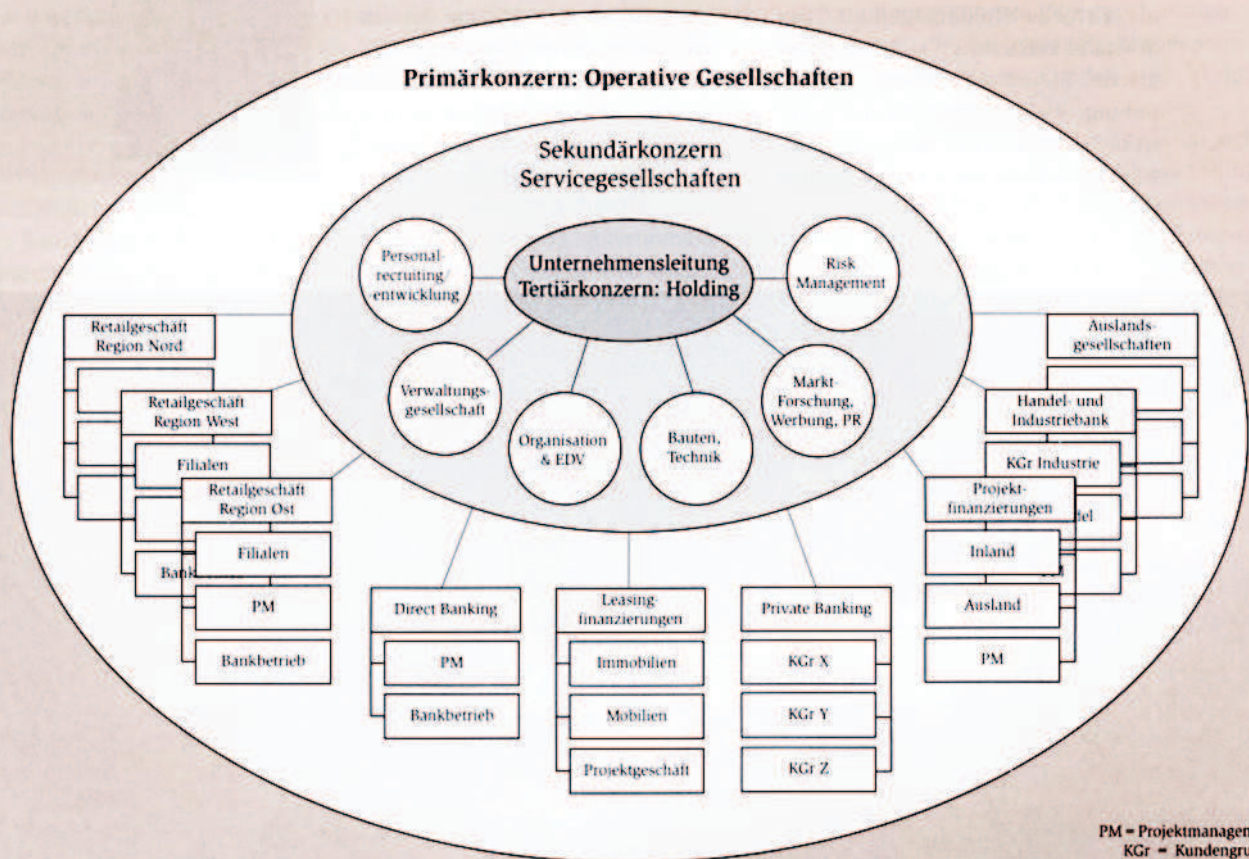 Primärkonzern: Operative Gesellschaften
Sekundärkonzern
Servicegesellschaften
Unternehmensleitung
Tertiärkonzern: Holding
Personal-
recruiting/
entwicklung
Risk
Management
Verwaltungs-
gesellschaft
Organisation
& EDV
Bauten,
Technik
Markt-
Forschung,
Werbung, PR
Retailgeschäft
Region Nord
Retailgeschäft
Region West
Filialen
Retailgeschäft
Region Ost
Filialen
PM
Bankbetrieb
Direct Banking
PM
Bankbetrieb
Leasing-
finanzierungen
Immobilien
Mobilien
Projektgeschäft
Private Banking
KGr X
KGr Y
KGr Z
Auslands-
gesellschaften
Handel- und
Industriebank
KGr Industrie
Projekt-
finanzierungen
Inland
Ausland
PM
PM = Projektmanagem
KGr = Kundengru